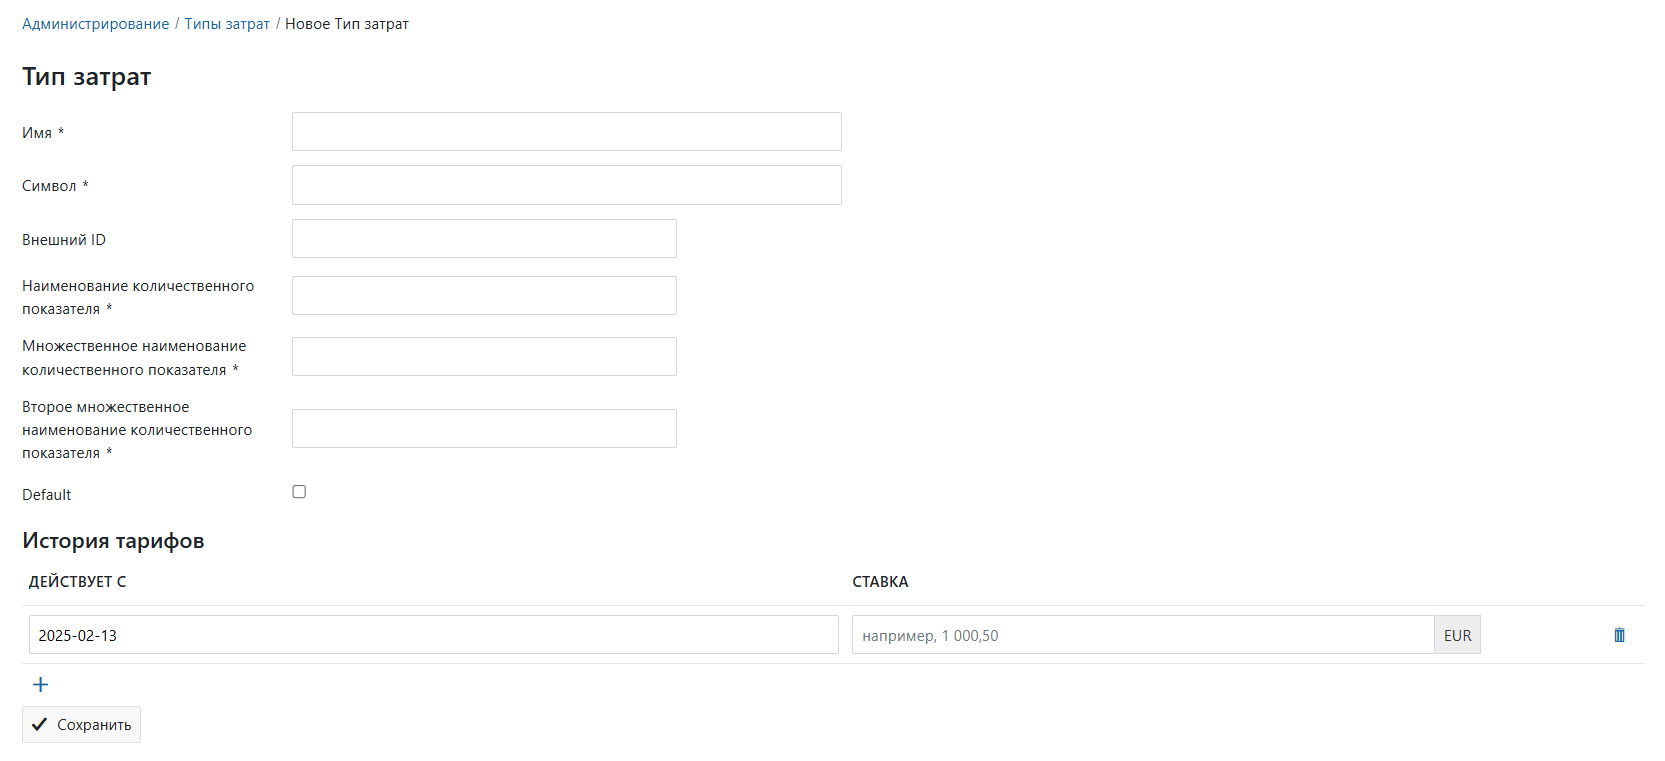 Администрирование / Типы затрат / Новое Тип затрат
Тип затрат
Имя *
Символ *
Внешний ID
Наименование количественного
показателя *
Множественное наименование
количественного показателя *
Второе множественное
наименование количественного
показателя *
Default
История тарифов
ДЕЙСТВУЕТ С СТАВКА
2025-02-13 например, 1 000,50 EUR
Сохранить